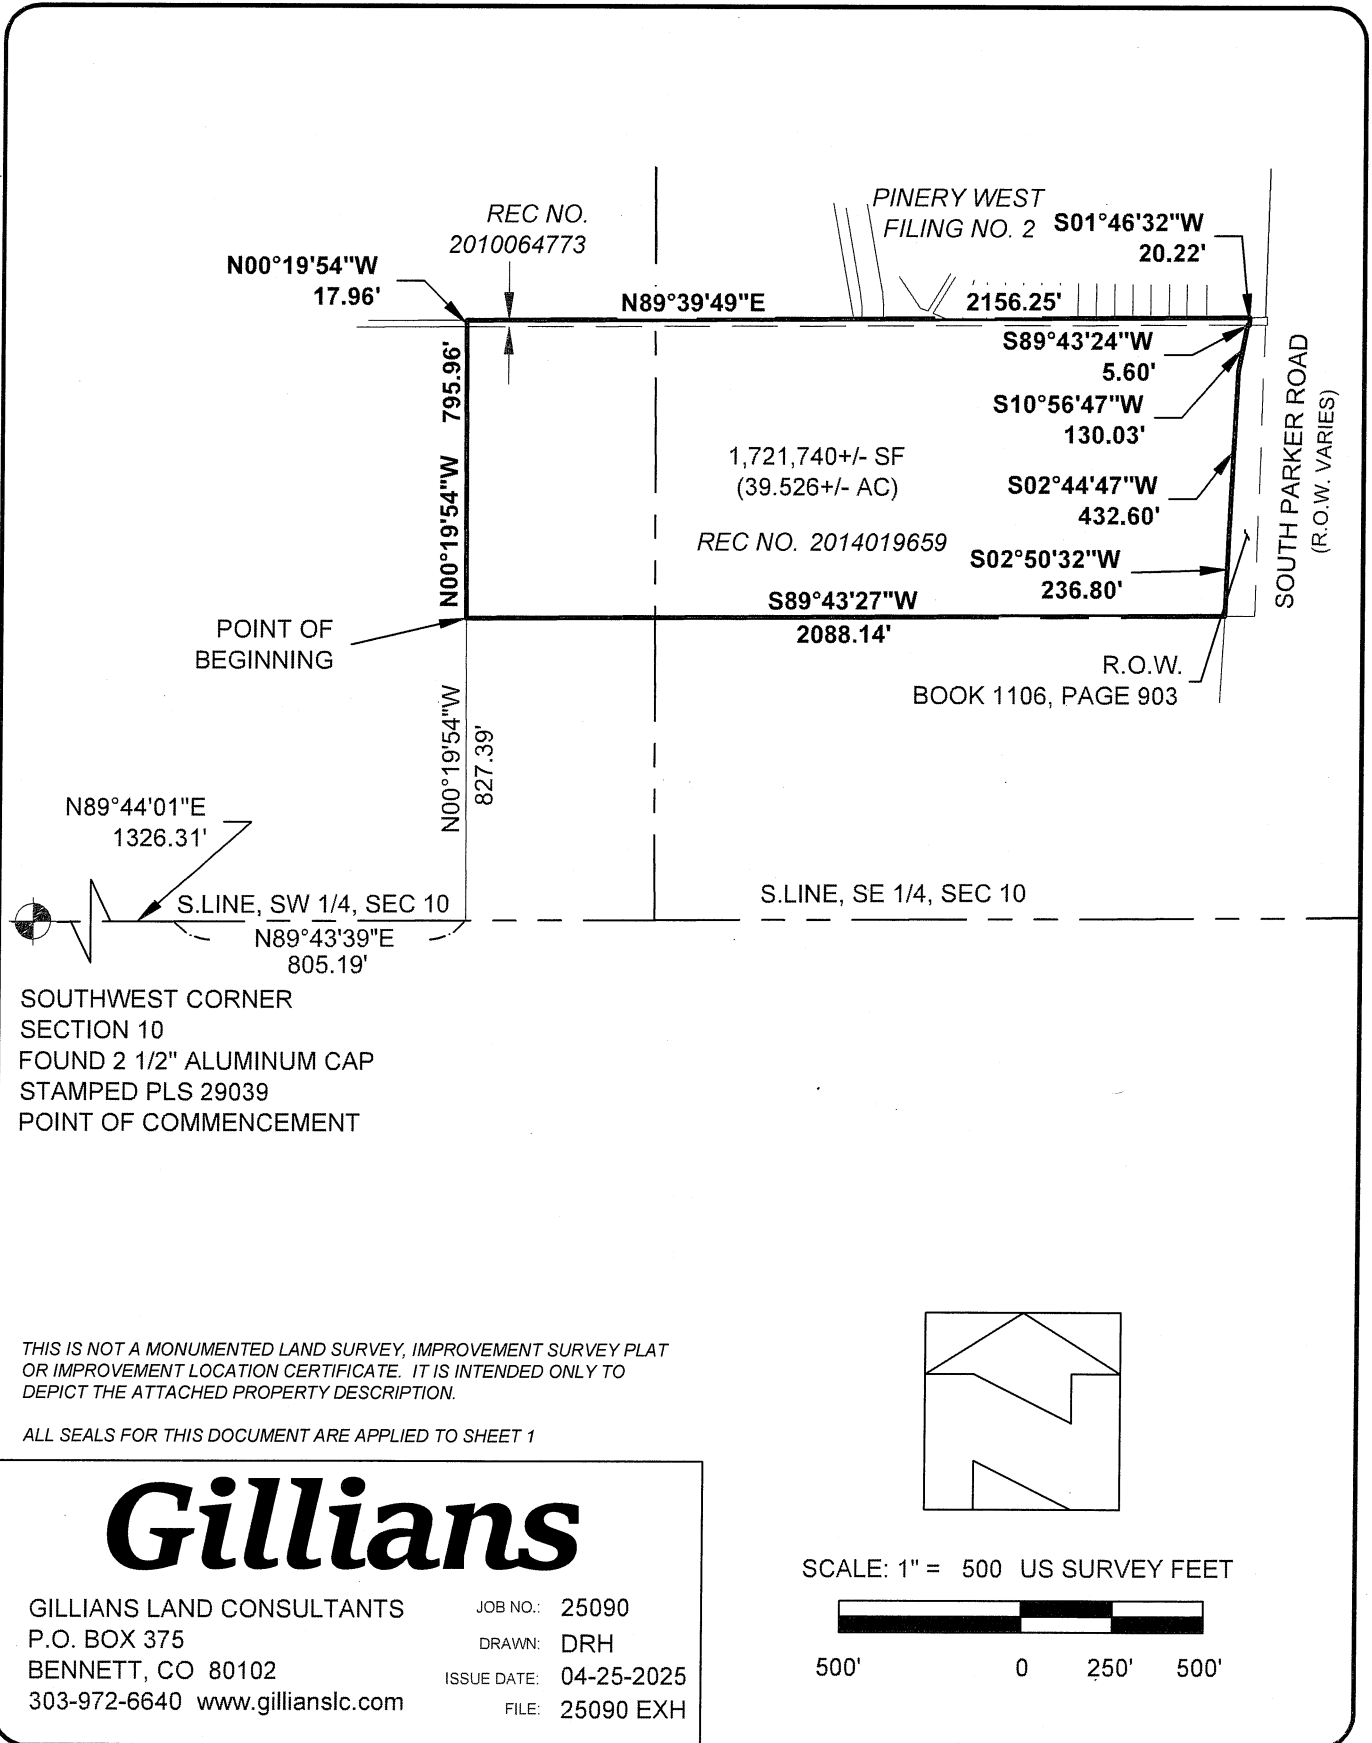 REC NO.
2010064773
PINERY WEST
FILING NO. 2
S01°46'32"W
20.22'
N00°19'54"W
17.96'
N89°39'49"E
2156.25'
S89°43'24"W
5.60'
S10°56'47"W
130.03'
795.96'
N00°19'54"W
1,721,740+/- SF
(39.526+/- AC)
S02°44'47"W
432.60'
SOUTH PARKER ROAD
(R.O.W. VARIES)
REC NO. 2014019659
S02°50'32"W
236.80'
S89°43'27"W
2088.14'
POINT OF
BEGINNING
R.O.W.
BOOK 1106, PAGE 903
N00°19'54"W
827.39'
N89°44'01"E
1326.31'
S.LINE, SW 1/4, SEC 10
S.LINE, SE 1/4, SEC 10
N89°43'39"E
805.19'
SOUTHWEST CORNER
SECTION 10
FOUND 2 1/2" ALUMINUM CAP
STAMPED PLS 29039
POINT OF COMMENCEMENT
THIS IS NOT A MONUMENTED LAND SURVEY, IMPROVEMENT SURVEY PLAT
OR IMPROVEMENT LOCATION CERTIFICATE. IT IS INTENDED ONLY TO
DEPICT THE ATTACHED PROPERTY DESCRIPTION.
ALL SEALS FOR THIS DOCUMENT ARE APPLIED TO SHEET 1
Gillians
GILLIANS LAND CONSULTANTS
P.O. BOX 375
BENNETT, CO 80102
303-972-6640 www.gillianslc.com
JOB NO.: 25090
DRAWN: DRH
ISSUE DATE: 04-25-2025
FILE: 25090 EXH
N
SCALE: 1" = 500 US SURVEY FEET
500' 0 250' 500'